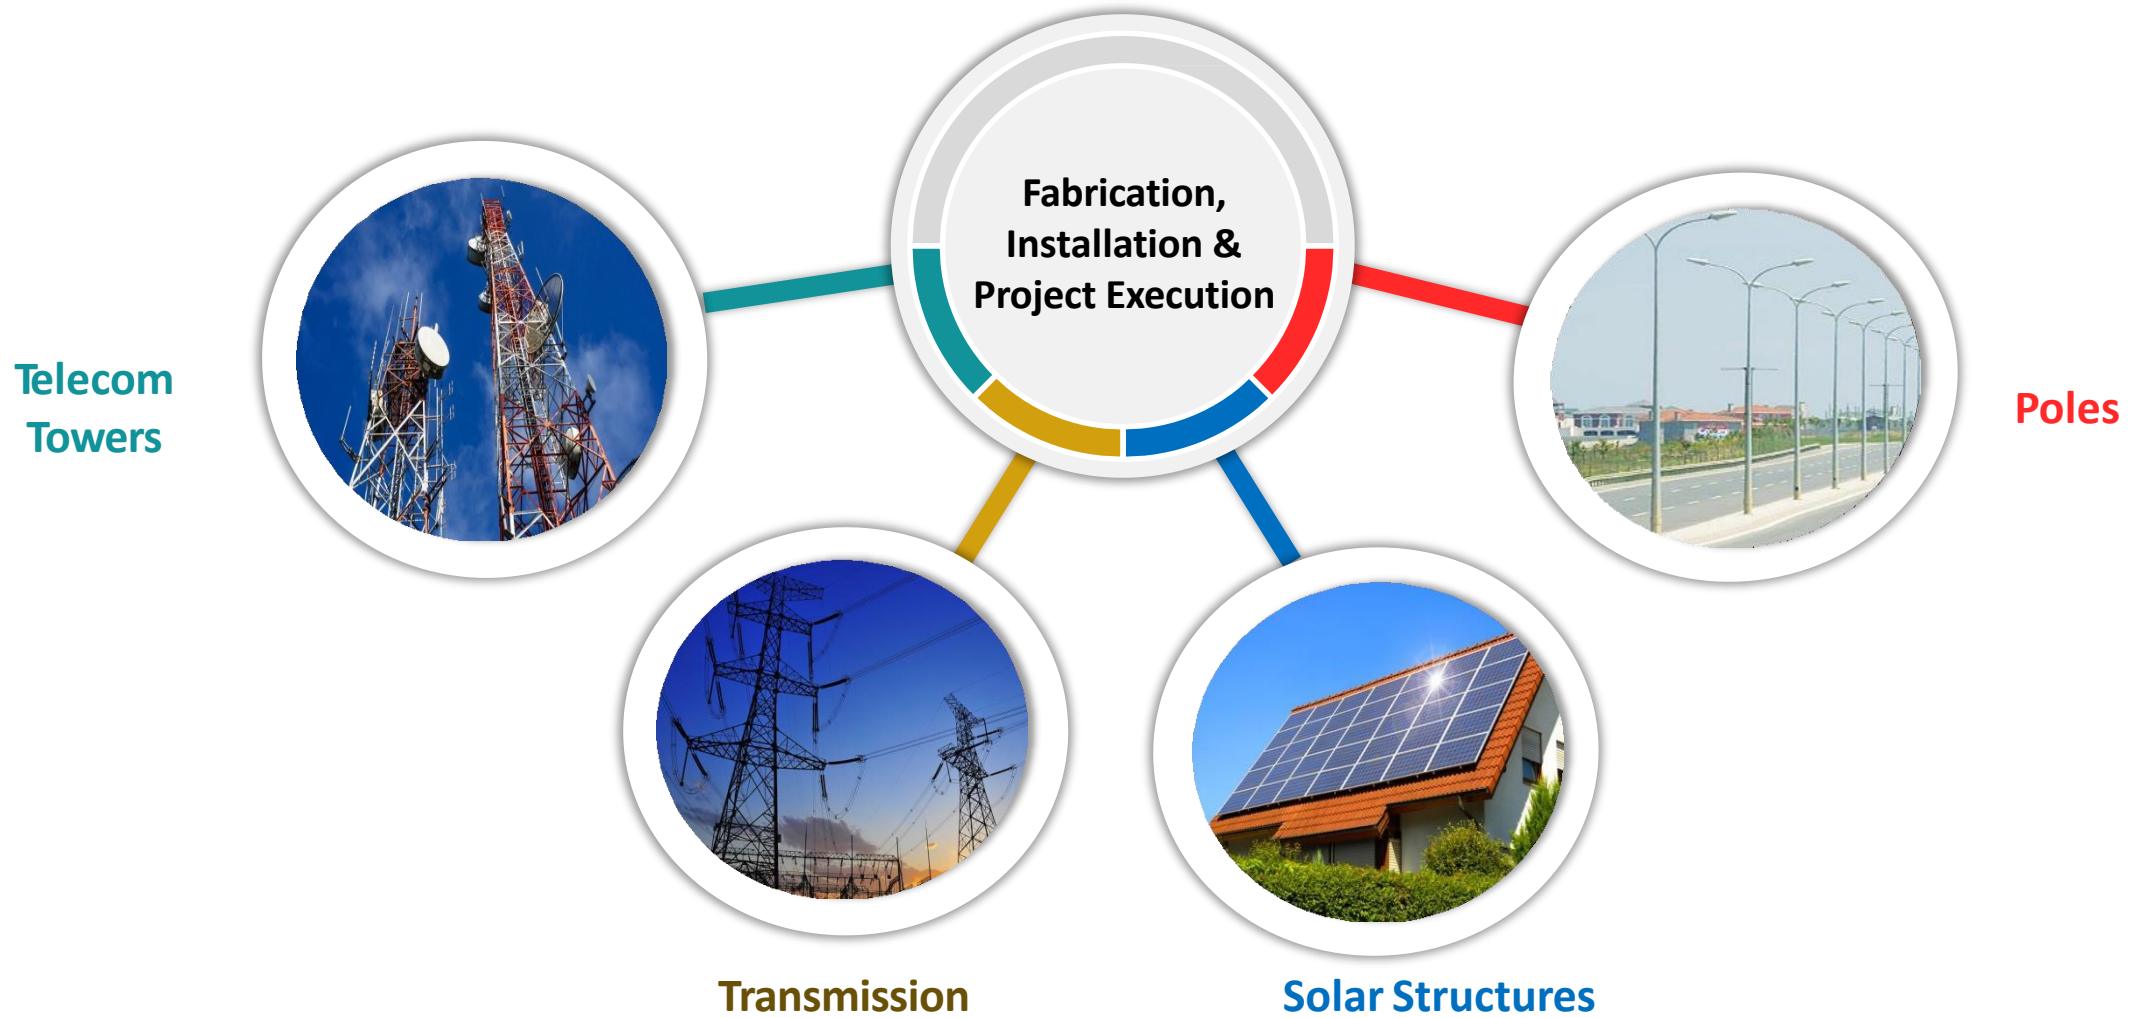 Fabrication,
Installation &
Project Execution
Telecom
Towers
Poles
Transmission
Solar Structures